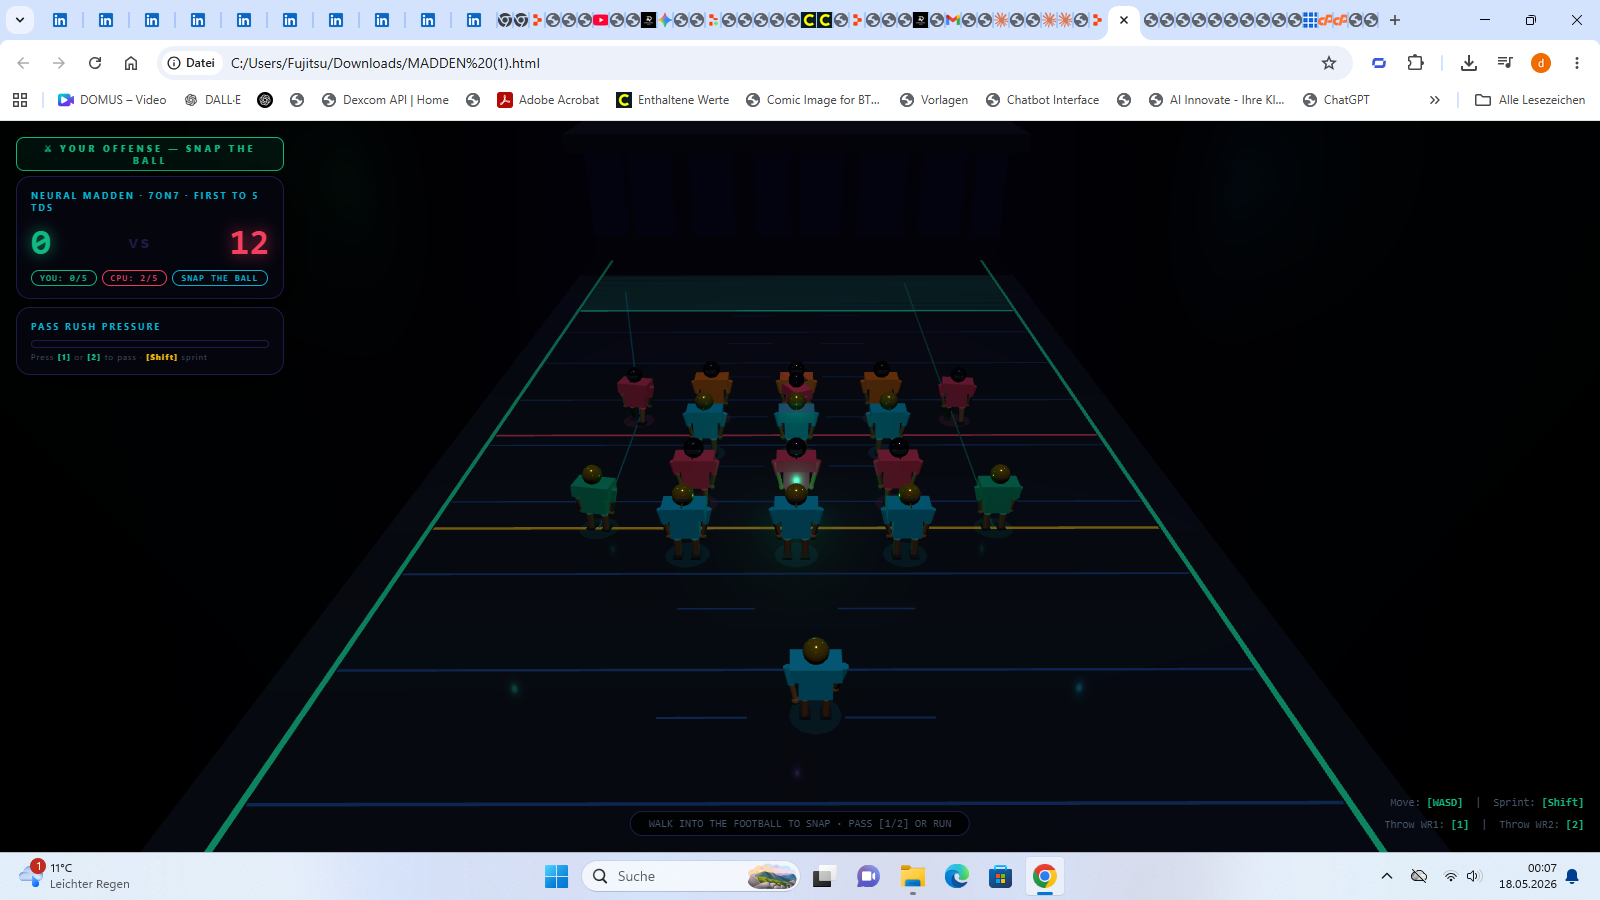 Datei
C:/Users/Fujitsu/Downloads/MADDEN%20(1).html
DOMUS – Video
DALL·E
Dexcom API | Home
Adobe Acrobat
Enthaltene Werte
Comic Image for BT...
Vorlagen
Chatbot Interface
AI Innovate - Ihre KI...
ChatGPT
Alle Lesezeichen
⚔ YOUR OFFENSE — SNAP THE
BALL
NEURAL MADDEN · 7ON7 · FIRST TO 5
TDS
0 VS 12
YOU: 0/5 CPU: 2/5 SNAP THE BALL
PASS RUSH PRESSURE
Press [1] or [2] to pass · [Shift] sprint
Move: [WASD] | Sprint: [Shift]
Throw WR1: [1] | Throw WR2: [2]
WALK INTO THE FOOTBALL TO SNAP · PASS [1/2] OR RUN
1
11°C
Leichter Regen
Suche
00:07
18.05.2026